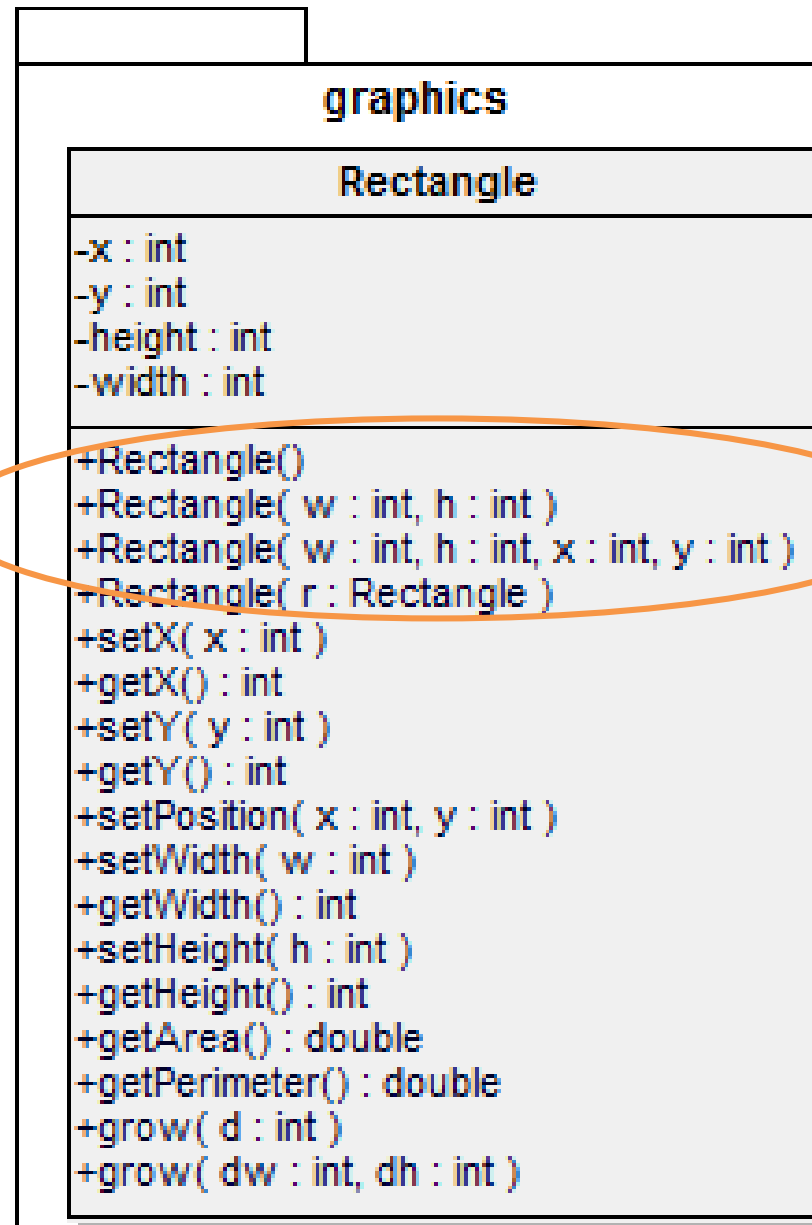 graphics
Rectangle
-x : int
-y : int
-height : int
-width : int
+Rectangle()
+Rectangle( w : int, h : int )
+Rectangle( w : int, h : int, x : int, y : int )
+Rectangle( r : Rectangle )
+setX( x : int )
+getX() : int
+setY( y : int )
+getY() : int
+setPosition( x : int, y : int )
+setWidth( w : int )
+getWidth() : int
+setHeight( h : int )
+getHeight() : int
+getArea() : double
+getPerimeter() : double
+grow( d : int )
+grow( dw : int, dh : int )